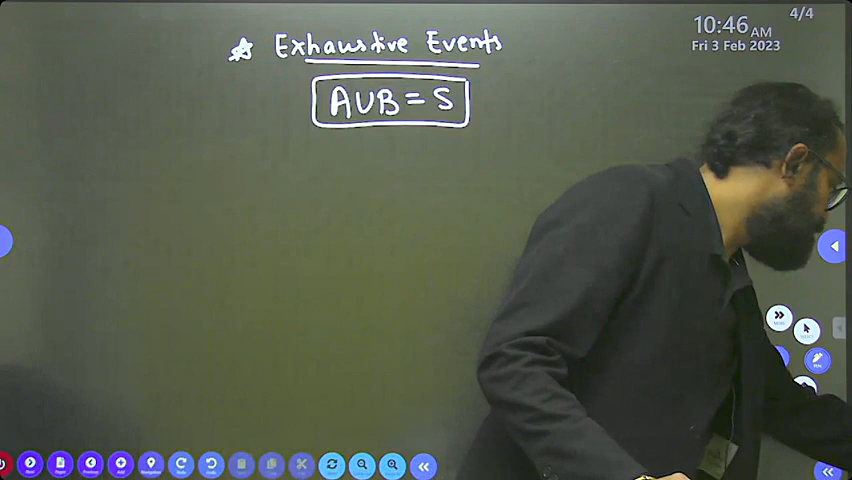 4/4
10:46 AM
Fri 3 Feb 2023
☆ Exhaustive Events
AUB = S